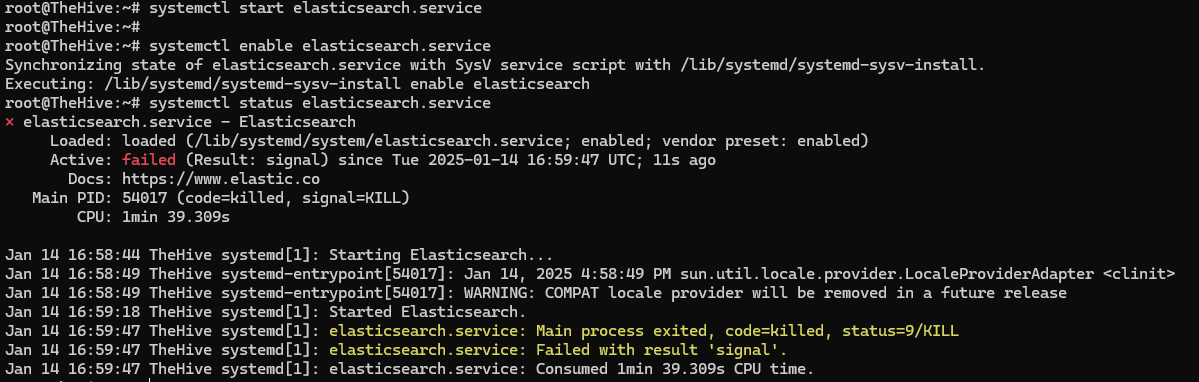 root@TheHive:~# systemctl start elasticsearch.service
root@TheHive:~#
root@TheHive:~# systemctl enable elasticsearch.service
Synchronizing state of elasticsearch.service with SysV service script with /lib/systemd/systemd-sysv-install.
Executing: /lib/systemd/systemd-sysv-install enable elasticsearch
root@TheHive:~# systemctl status elasticsearch.service
× elasticsearch.service - Elasticsearch
     Loaded: loaded (/lib/systemd/system/elasticsearch.service; enabled; vendor preset: enabled)
     Active: failed (Result: signal) since Tue 2025-01-14 16:59:47 UTC; 11s ago
       Docs: https://www.elastic.co
   Main PID: 54017 (code=killed, signal=KILL)
        CPU: 1min 39.309s

Jan 14 16:58:44 TheHive systemd[1]: Starting Elasticsearch...
Jan 14 16:58:49 TheHive systemd-entrypoint[54017]: Jan 14, 2025 4:58:49 PM sun.util.locale.provider.LocaleProviderAdapter <clinit>
Jan 14 16:58:49 TheHive systemd-entrypoint[54017]: WARNING: COMPAT locale provider will be removed in a future release
Jan 14 16:59:18 TheHive systemd[1]: Started Elasticsearch.
Jan 14 16:59:47 TheHive systemd[1]: elasticsearch.service: Main process exited, code=killed, status=9/KILL
Jan 14 16:59:47 TheHive systemd[1]: elasticsearch.service: Failed with result 'signal'.
Jan 14 16:59:47 TheHive systemd[1]: elasticsearch.service: Consumed 1min 39.309s CPU time.